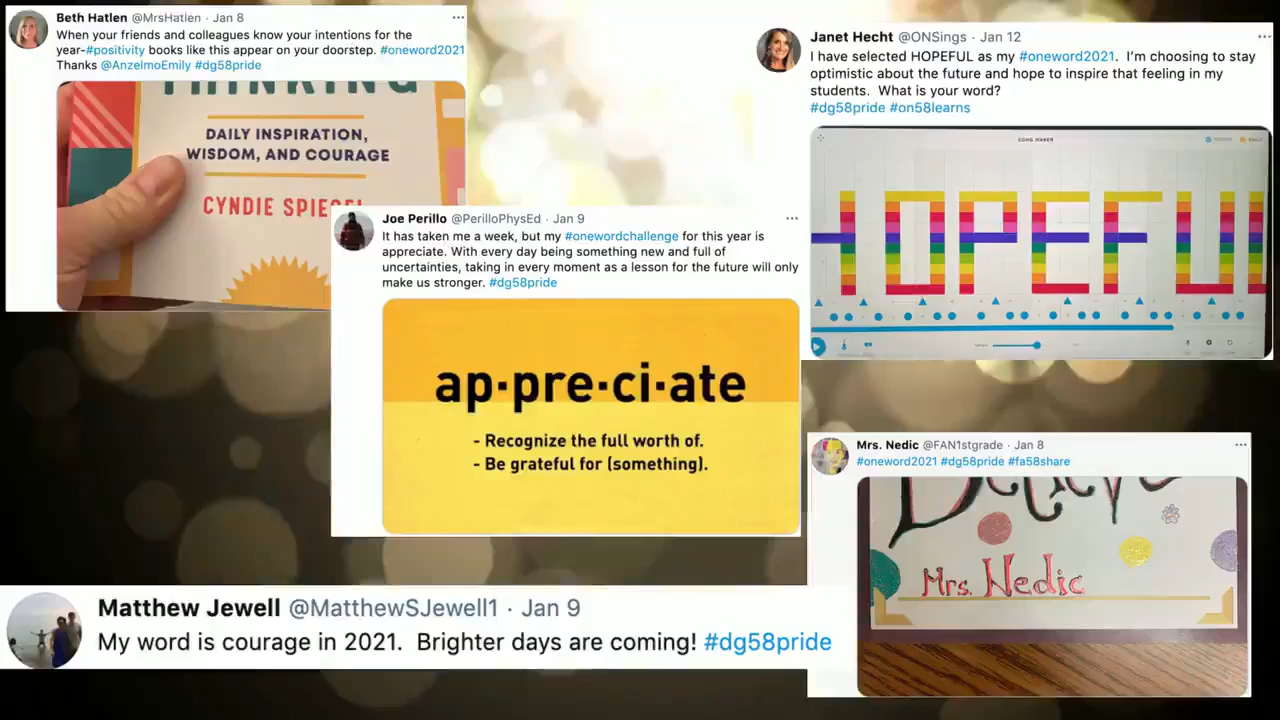 Beth Hatlen @MrsHatlen · Jan 8
When your friends and colleagues know your intentions for the
year-#positivity books like this appear on your doorstep. #oneword2021
Thanks @AnzelmoEmily #dg58pride
THINKING
DAILY INSPIRATION,
WISDOM, AND COURAGE
CYNDIE SPIEGEL
Janet Hecht @ONSings · Jan 12
I have selected HOPEFUL as my #oneword2021. I'm choosing to stay
optimistic about the future and hope to inspire that feeling in my
students. What is your word?
#dg58pride #on58learns
SONG MAKER
HOPEFUL
Joe Perillo @PerilloPhysEd · Jan 9
It has taken me a week, but my #onewordchallenge for this year is
appreciate. With every day being something new and full of
uncertainties, taking in every moment as a lesson for the future will only
make us stronger. #dg58pride
ap·pre·ci·ate
- Recognize the full worth of.
- Be grateful for (something).
Mrs. Nedic @FAN1stgrade · Jan 8
#oneword2021 #dg58pride #fa58share
Believe
Mrs. Nedic
Matthew Jewell @MatthewSJewell1 · Jan 9
My word is courage in 2021. Brighter days are coming! #dg58pride